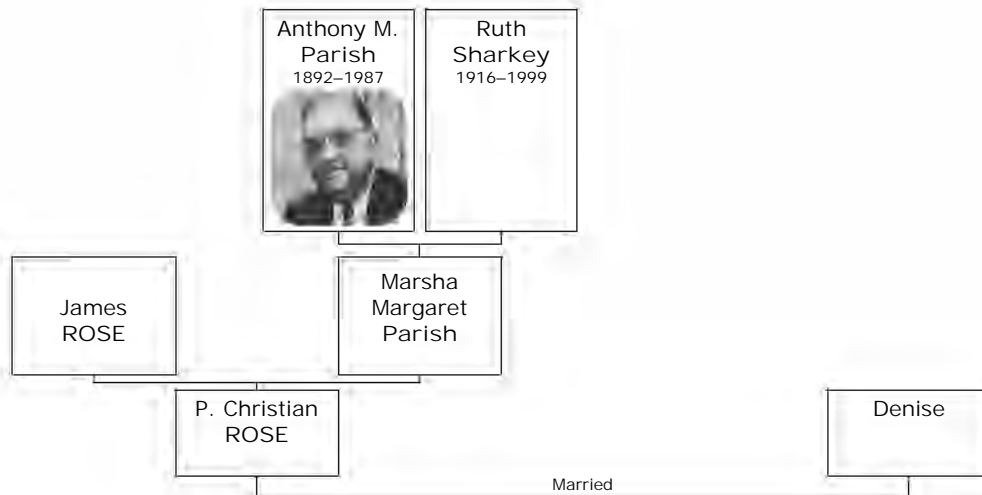 Anthony M.
Parish
1892–1987
Ruth
Sharkey
1916–1999
James
ROSE
Marsha
Margaret
Parish
P. Christian
ROSE
Denise
Married